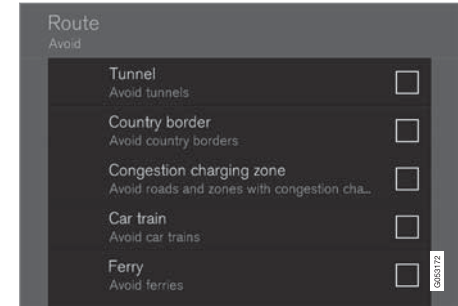 Route
Avoid
Tunnel
Avoid tunnels
Country border
Avoid country borders
Congestion charging zone
Avoid roads and zones with congestion cha...
Car train
Avoid car trains
Ferry
Avoid ferries
G053172